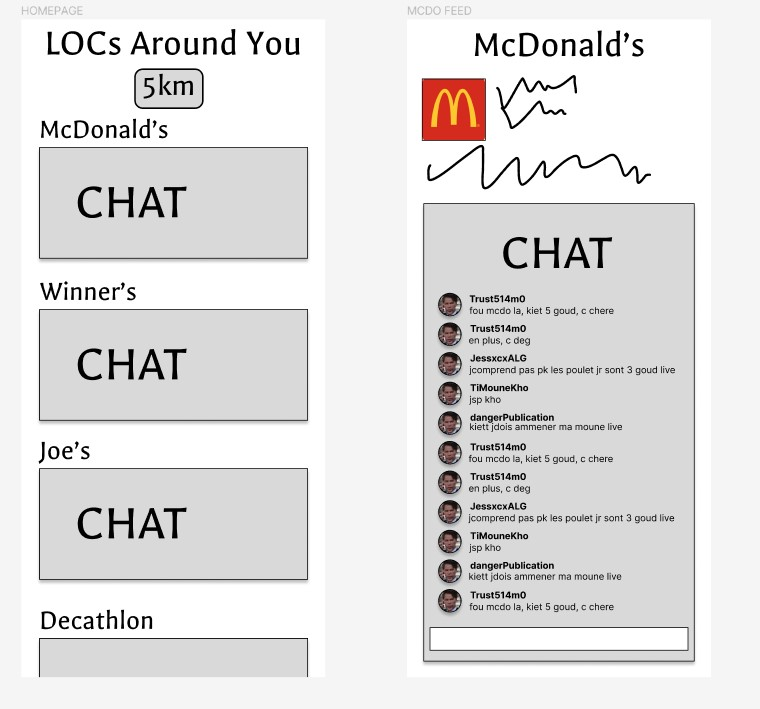 HOMEPAGE
LOCs Around You
5km
McDonald's
CHAT
Winner's
CHAT
Joe's
CHAT
Decathlon
MCDO FEED
McDonald's
CHAT
Trust514m0
fou mcdo la, kiet 5 goud, c chere
Trust514m0
en plus, c deg
JessxcxALG
jcomprend pas pk les poulet jr sont 3 goud live
TiMouneKho
jsp kho
dangerPublication
kiett jdois ammener ma moune live
Trust514m0
fou mcdo la, kiet 5 goud, c chere
Trust514m0
en plus, c deg
JessxcxALG
jcomprend pas pk les poulet jr sont 3 goud live
TiMouneKho
jsp kho
dangerPublication
kiett jdois ammener ma moune live
Trust514m0
fou mcdo la, kiet 5 goud, c chere